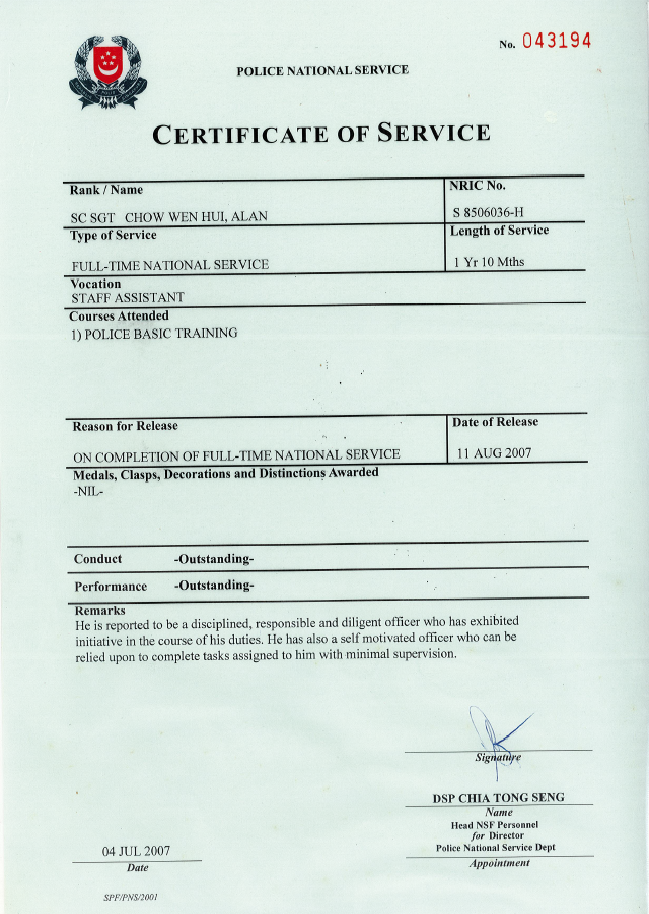 No. 043194
POLICE NATIONAL SERVICE
CERTIFICATE OF SERVICE
Rank / Name
NRIC No.
SC SGT CHOW WEN HUI, ALAN
S 8506036-H
Type of Service
Length of Service
FULL-TIME NATIONAL SERVICE
1 Yr 10 Mths
Vocation
STAFF ASSISTANT
Courses Attended
1) POLICE BASIC TRAINING
Reason for Release
Date of Release
ON COMPLETION OF FULL-TIME NATIONAL SERVICE
11 AUG 2007
Medals, Clasps, Decorations and Distinctions Awarded
-NIL-
Conduct -Outstanding-
Performance -Outstanding-
Remarks
He is reported to be a disciplined, responsible and diligent officer who has exhibited
initiative in the course of his duties. He has also a self motivated officer who can be
relied upon to complete tasks assigned to him with minimal supervision.
Signature
DSP CHIA TONG SENG
Name
Head NSF Personnel
for Director
Police National Service Dept
Appointment
04 JUL 2007
Date
SPF/PNS/2001